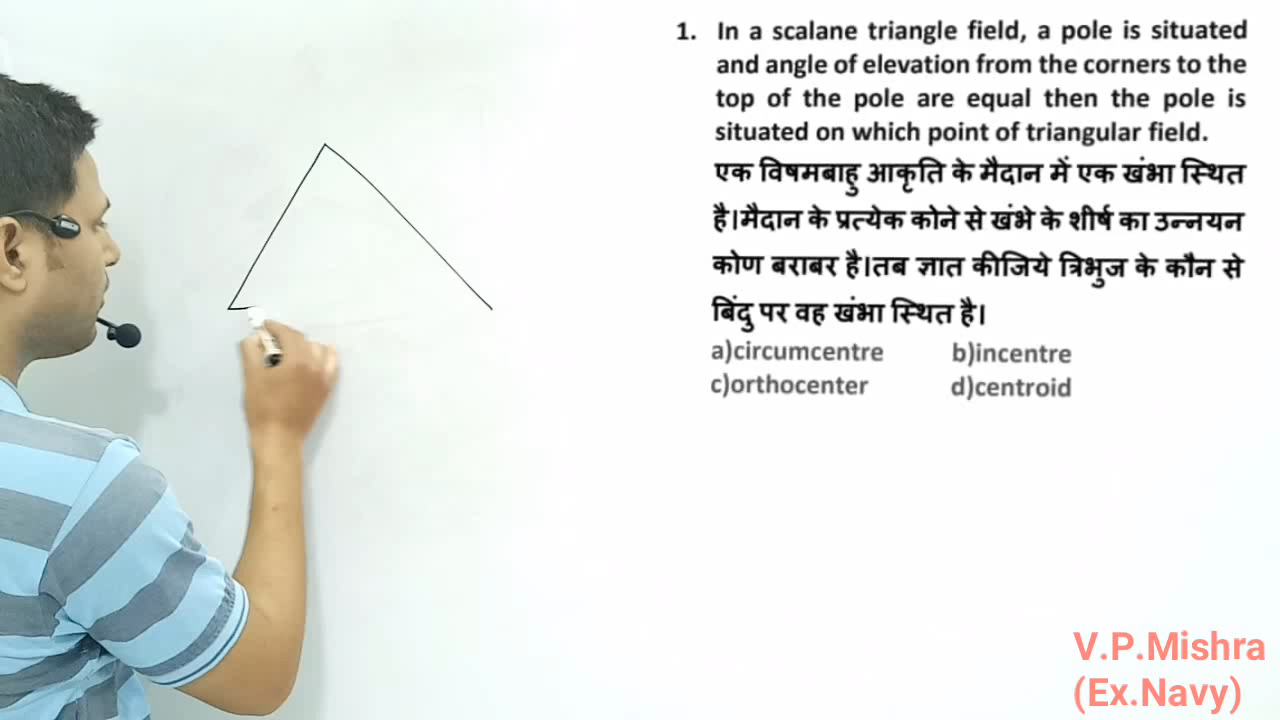 1. In a scalane triangle field, a pole is situated
and angle of elevation from the corners to the
top of the pole are equal then the pole is
situated on which point of triangular field.
एक विषमबाहु आकृति के मैदान में एक खंभा स्थित
है।मैदान के प्रत्येक कोने से खंभे के शीर्ष का उन्नयन
कोण बराबर है।तब ज्ञात कीजिये त्रिभुज के कौन से
बिंदु पर वह खंभा स्थित है।
a)circumcentre b)incentre
c)orthocenter d)centroid
V.P.Mishra
(Ex.Navy)